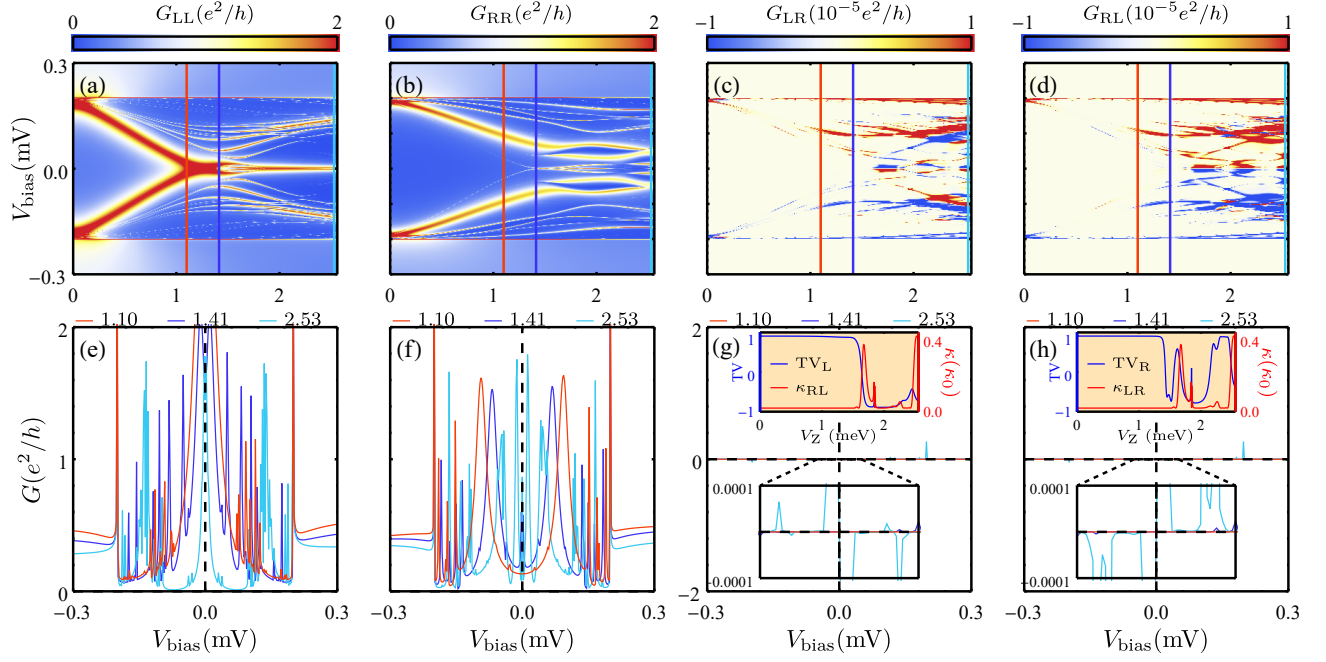 G_LL(e²/h) G_RR(e²/h) G_LR(10⁻⁵e²/h) G_RL(10⁻⁵e²/h)
0 2 0 2 −1 1 −1 1
0.3 (a) (b) (c) (d)
V_bias(mV) 0.0
−0.3
0 1 2 0 1 2 0 1 2 0 1 2
1.10 1.41 2.53 1.10 1.41 2.53 1.10 1.41 2.53 1.10 1.41 2.53
2 (e) (f) 2 (g) (h)
1 TV_L 0.4 1 TV_R 0.4
TV 0 κ(κ₀) TV 0 κ(κ₀)
−1 κ_RL 0.0 −1 κ_LR 0.0
0 1 2 0 1 2
V_Z (meV) V_Z (meV)
G(e²/h) 1 0
0.0001 0.0001
−0.0001 −0.0001
0 −2
−0.3 0.0 0.3 −0.3 0.0 0.3 −0.3 0.0 0.3 −0.3 0.0 0.3
V_bias(mV) V_bias(mV) V_bias(mV) V_bias(mV)